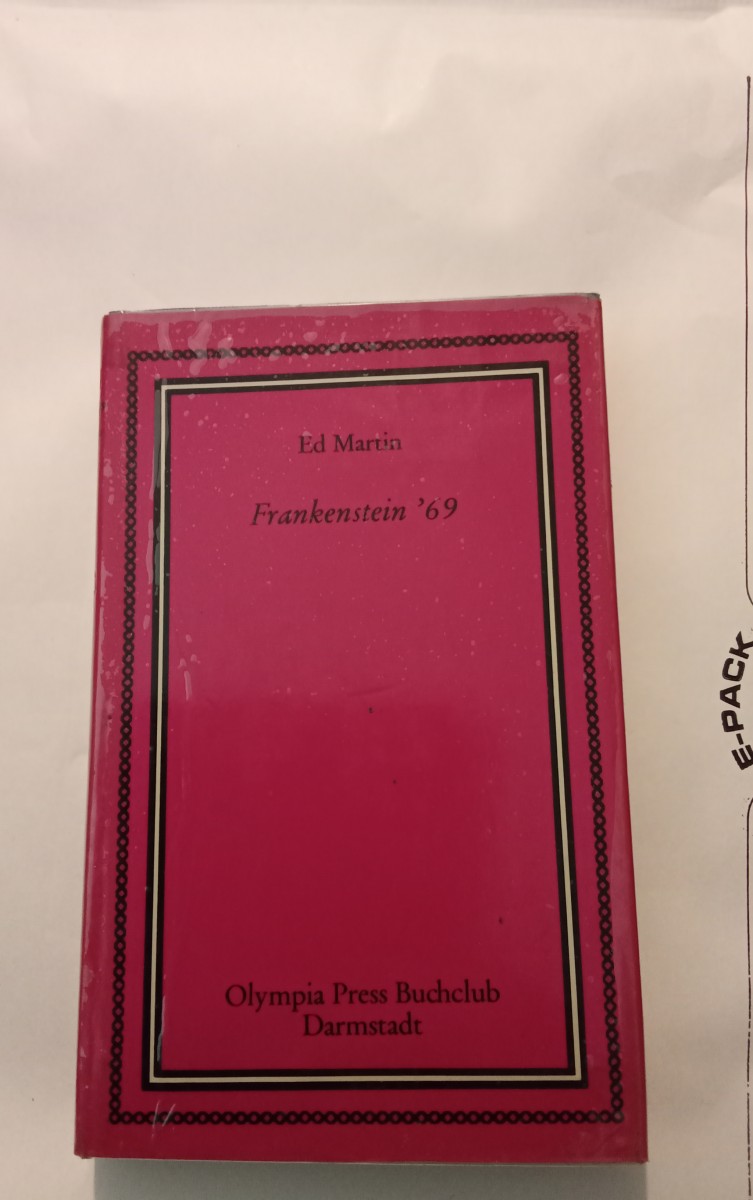 Ed Martin
Frankenstein ’69
Olympia Press Buchclub
Darmstadt
E-PACK